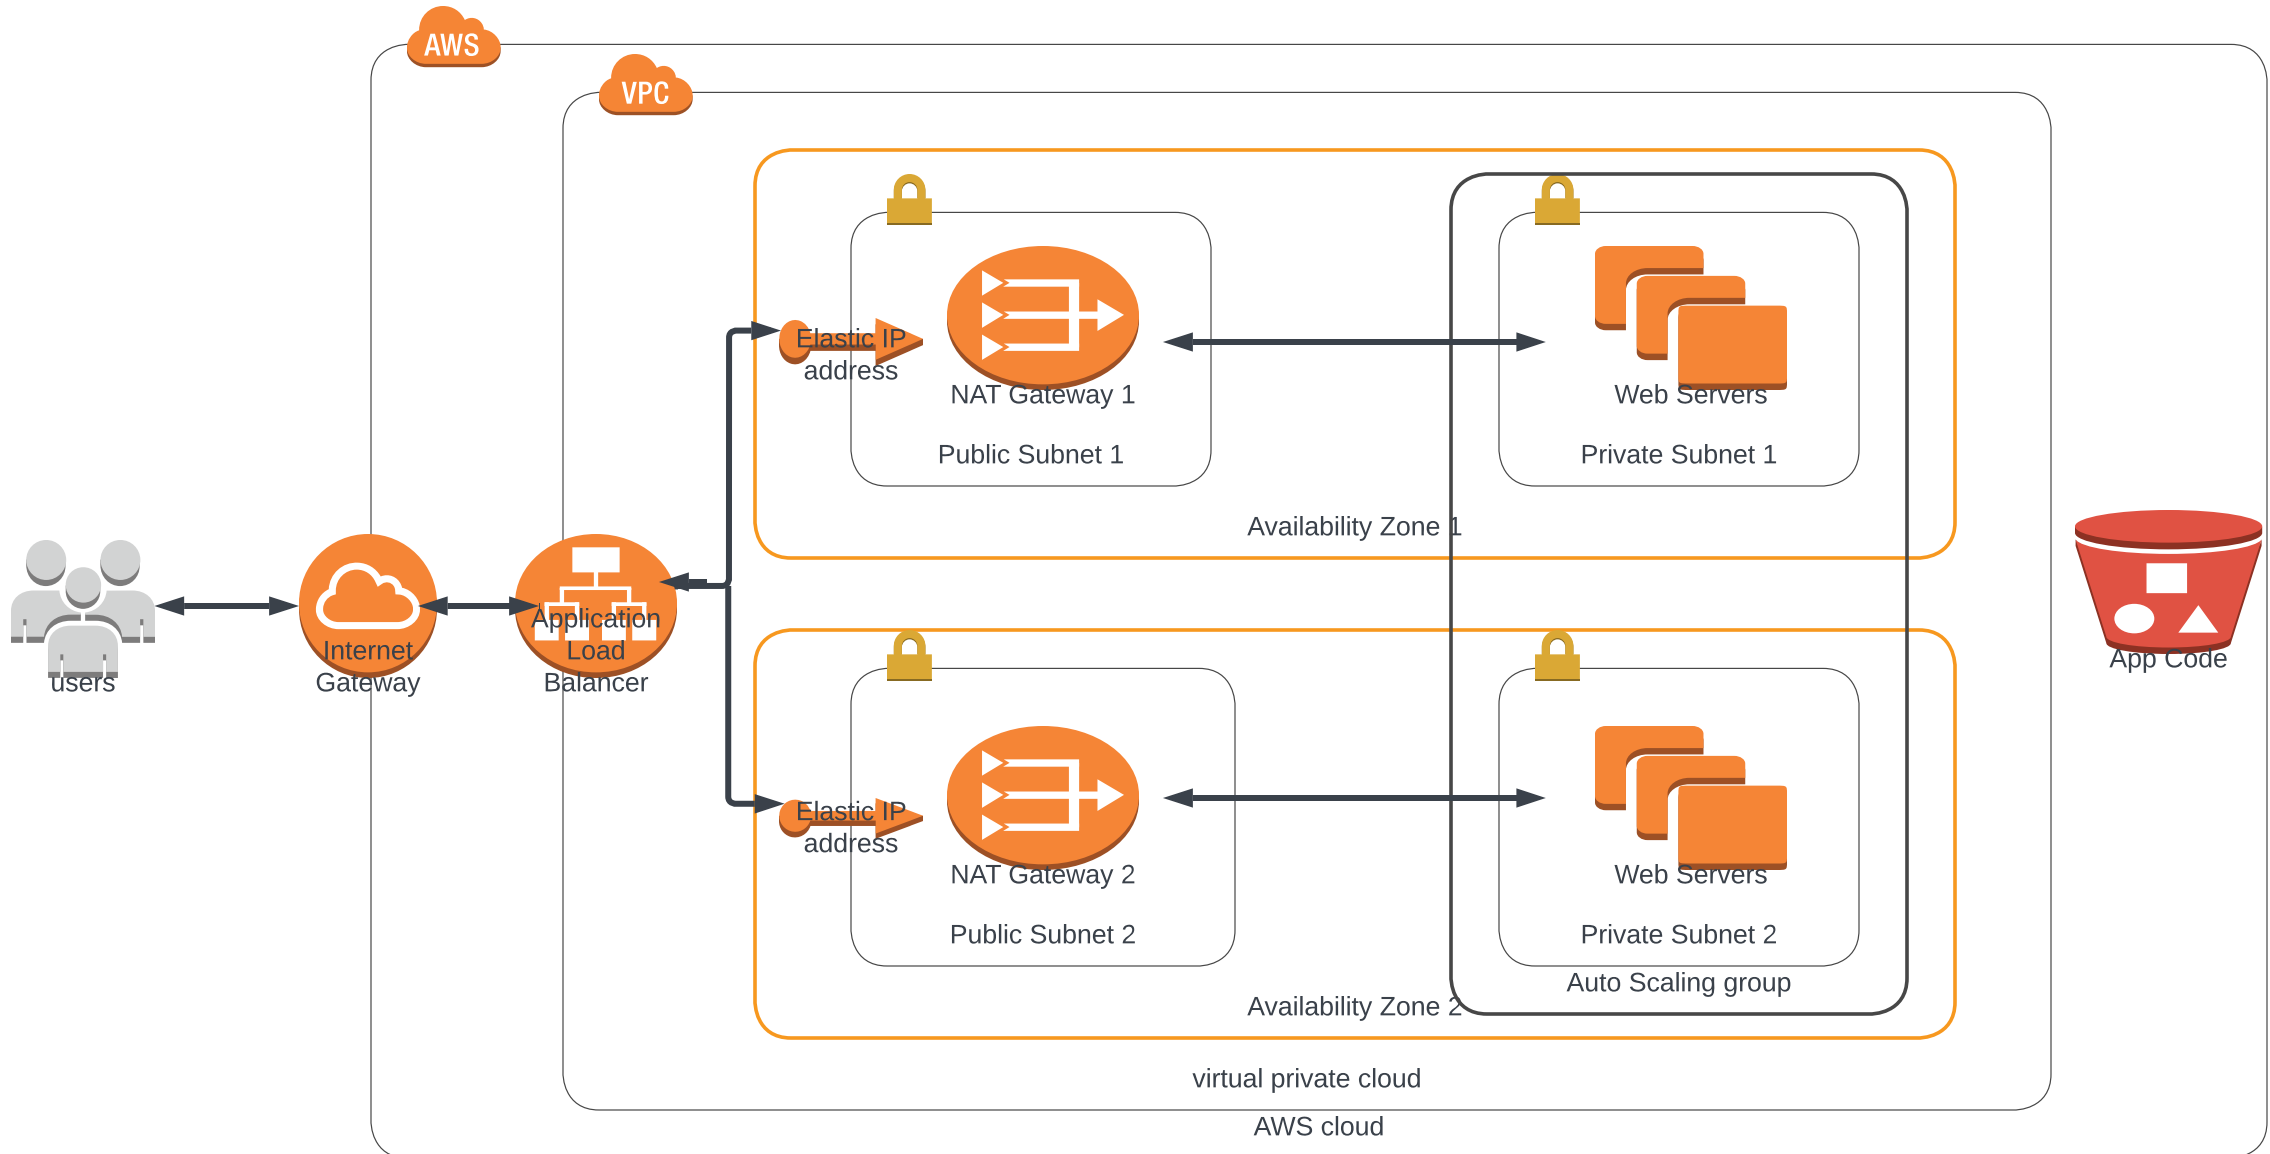 AWS
VPC
Elastic IP
address
NAT Gateway 1
Public Subnet 1
Web Servers
Private Subnet 1
Availability Zone 1
users
Internet
Gateway
Application
Load
Balancer
App Code
Elastic IP
address
NAT Gateway 2
Public Subnet 2
Web Servers
Private Subnet 2
Auto Scaling group
Availability Zone 2
virtual private cloud
AWS cloud